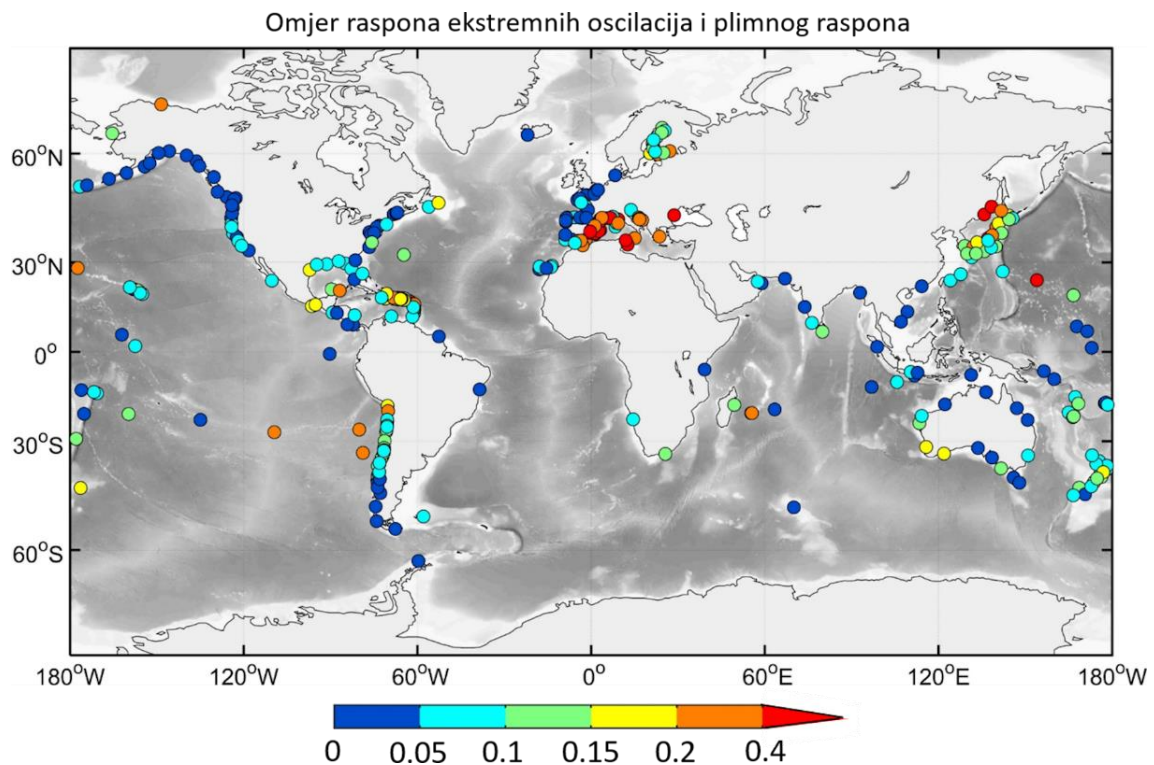 Omjer raspona ekstremnih oscilacija i plimnog raspona
60°N
30°N
0°
30°S
60°S
180°W 120°W 60°W 0° 60°E 120°E 180°W
0 0.05 0.1 0.15 0.2 0.4